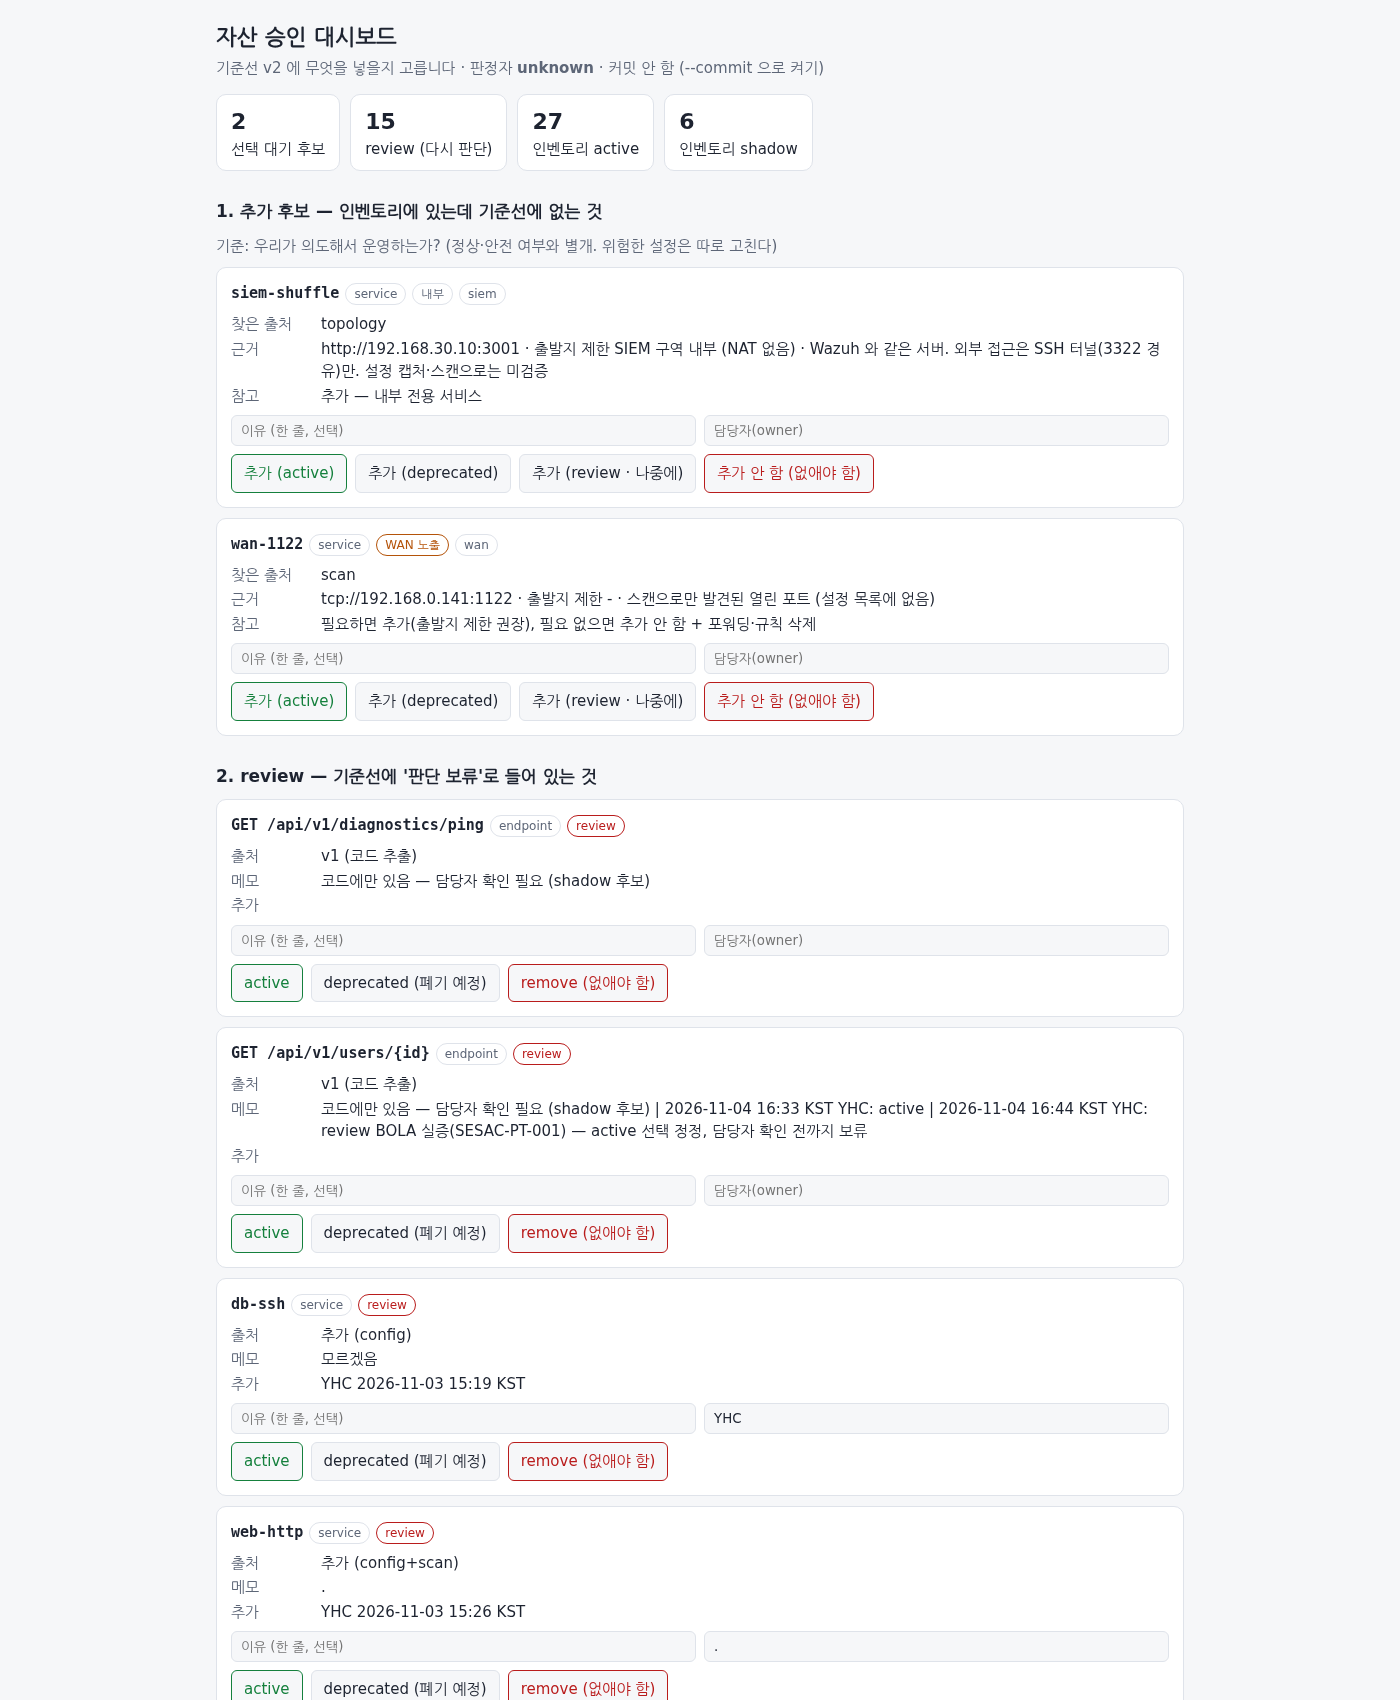 자산 승인 대시보드
기준선 v2 에 무엇을 넣을지 고릅니다 · 판정자 unknown · 커밋 안 함 (--commit 으로 켜기)
2
선택 대기 후보
15
review (다시 판단)
27
인벤토리 active
6
인벤토리 shadow
1. 추가 후보 — 인벤토리에 있는데 기준선에 없는 것
기준: 우리가 의도해서 운영하는가? (정상·안전 여부와 별개. 위험한 설정은 따로 고친다)
siem-shuffle service 내부 siem
찾은 출처 topology
근거 http://192.168.30.10:3001 · 출발지 제한 SIEM 구역 내부 (NAT 없음) · Wazuh 와 같은 서버. 외부 접근은 SSH 터널(3322 경
유)만. 설정 캡처·스캔으로는 미검증
참고 추가 — 내부 전용 서비스
이유 (한 줄, 선택) 담당자(owner)
추가 (active) 추가 (deprecated) 추가 (review · 나중에) 추가 안 함 (없애야 함)
wan-1122 service WAN 노출 wan
찾은 출처 scan
근거 tcp://192.168.0.141:1122 · 출발지 제한 - · 스캔으로만 발견된 열린 포트 (설정 목록에 없음)
참고 필요하면 추가(출발지 제한 권장), 필요 없으면 추가 안 함 + 포워딩·규칙 삭제
이유 (한 줄, 선택) 담당자(owner)
추가 (active) 추가 (deprecated) 추가 (review · 나중에) 추가 안 함 (없애야 함)
2. review — 기준선에 '판단 보류'로 들어 있는 것
GET /api/v1/diagnostics/ping endpoint review
출처 v1 (코드 추출)
메모 코드에만 있음 — 담당자 확인 필요 (shadow 후보)
추가
이유 (한 줄, 선택) 담당자(owner)
active deprecated (폐기 예정) remove (없애야 함)
GET /api/v1/users/{id} endpoint review
출처 v1 (코드 추출)
메모 코드에만 있음 — 담당자 확인 필요 (shadow 후보) | 2026-11-04 16:33 KST YHC: active | 2026-11-04 16:44 KST YHC:
review BOLA 실증(SESAC-PT-001) — active 선택 정정, 담당자 확인 전까지 보류
추가
이유 (한 줄, 선택) 담당자(owner)
active deprecated (폐기 예정) remove (없애야 함)
db-ssh service review
출처 추가 (config)
메모 모르겠음
추가 YHC 2026-11-03 15:19 KST
이유 (한 줄, 선택) YHC
active deprecated (폐기 예정) remove (없애야 함)
web-http service review
출처 추가 (config+scan)
메모 .
추가 YHC 2026-11-03 15:26 KST
이유 (한 줄, 선택) .
active deprecated (폐기 예정) remove (없애야 함)